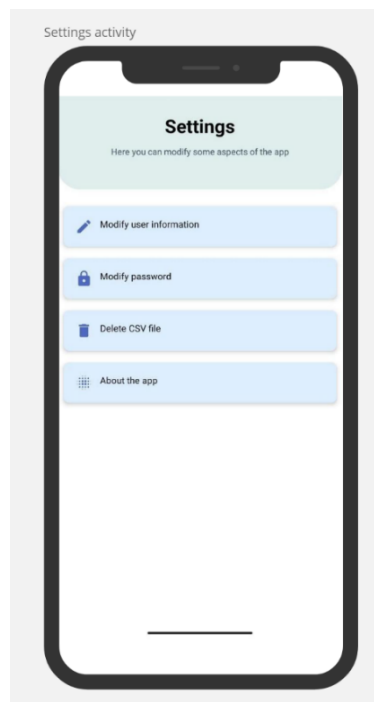 Settings activity
Settings
Here you can modify some aspects of the app
Modify user information
Modify password
Delete CSV file
About the app